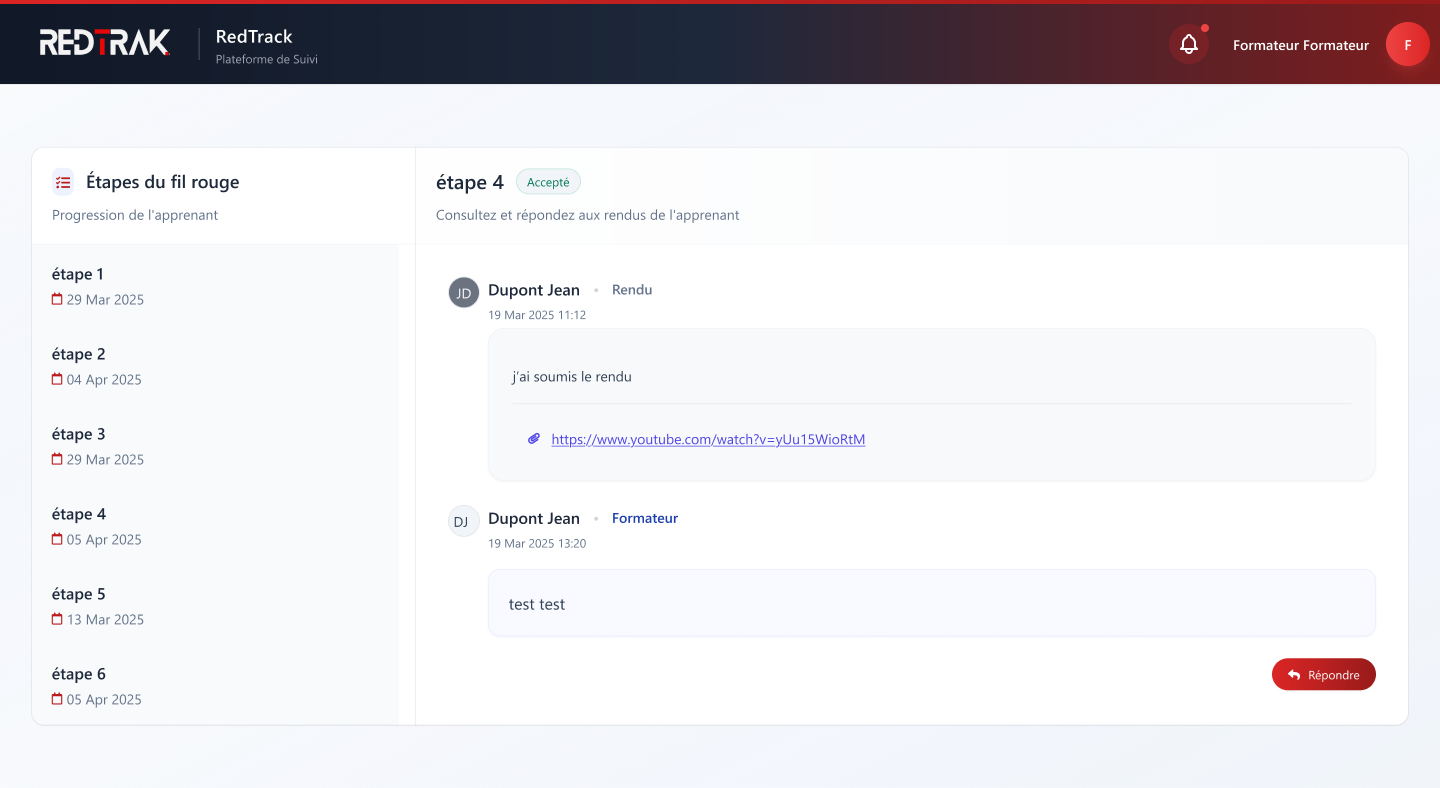 REDTRAK
RedTrack
Plateforme de Suivi
Formateur Formateur
F
Étapes du fil rouge
Progression de l'apprenant
étape 1
29 Mar 2025
étape 2
04 Apr 2025
étape 3
29 Mar 2025
étape 4
05 Apr 2025
étape 5
13 Mar 2025
étape 6
05 Apr 2025
étape 4 Accepté
Consultez et répondez aux rendus de l'apprenant
JD Dupont Jean • Rendu
19 Mar 2025 11:12
j'ai soumis le rendu
https://www.youtube.com/watch?v=yUu15WioRtM
DJ Dupont Jean • Formateur
19 Mar 2025 13:20
test test
Répondre